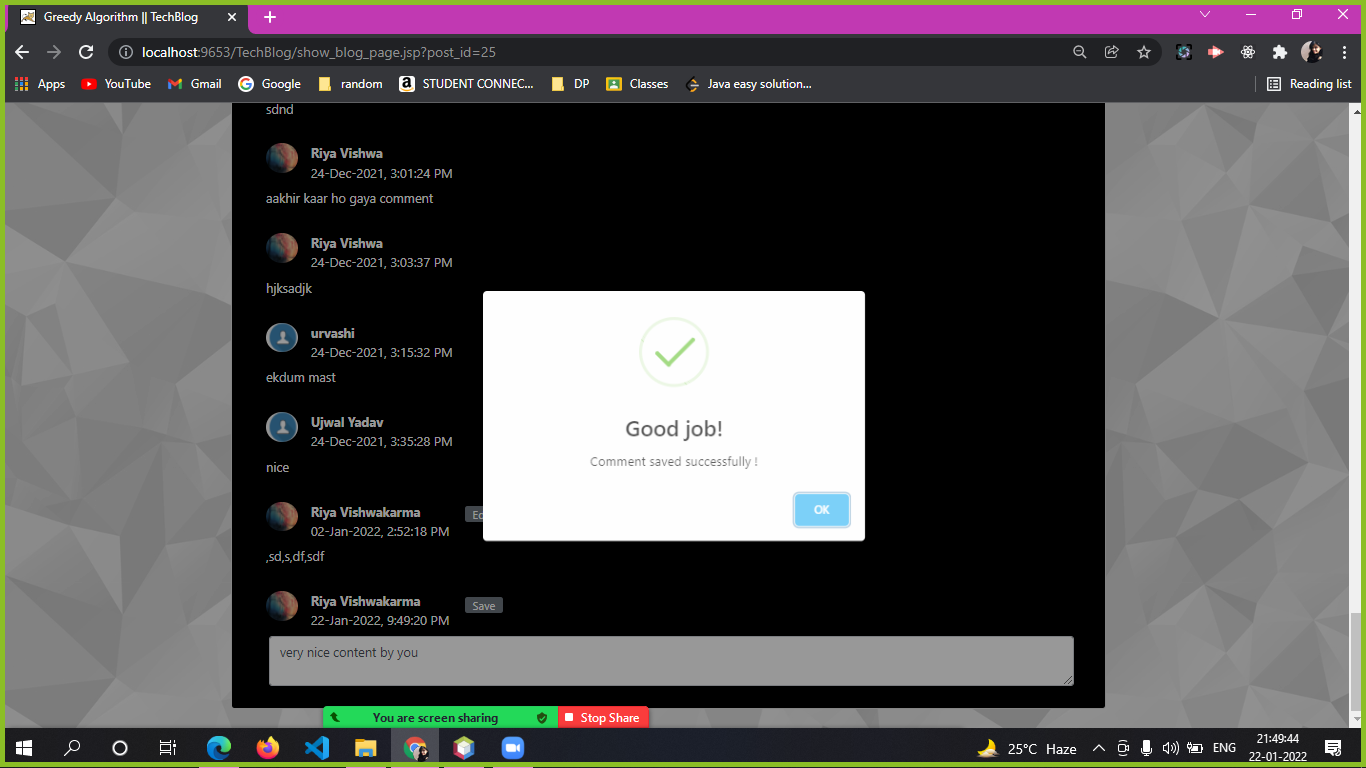 Greedy Algorithm || TechBlog
localhost:9653/TechBlog/show_blog_page.jsp?post_id=25
Apps YouTube Gmail Google random STUDENT CONNEC... DP Classes Java easy solution... Reading list
sdnd
Riya Vishwa
24-Dec-2021, 3:01:24 PM
aakhir kaar ho gaya comment
Riya Vishwa
24-Dec-2021, 3:03:37 PM
hjksadjk
urvashi
24-Dec-2021, 3:15:32 PM
ekdum mast
Ujwal Yadav
24-Dec-2021, 3:35:28 PM
nice
Riya Vishwakarma
02-Jan-2022, 2:52:18 PM
,sd,s,df,sdf
Riya Vishwakarma Save
22-Jan-2022, 9:49:20 PM
very nice content by you
Good job!
Comment saved successfully !
OK
You are screen sharing Stop Share
25°C Haze ENG 21:49:44
22-01-2022